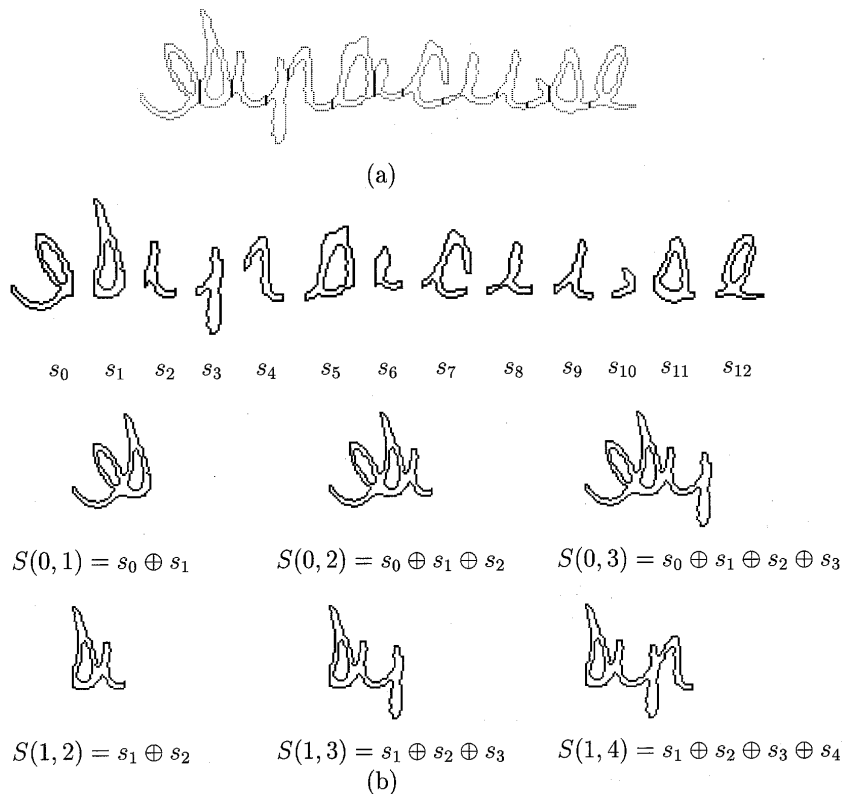 Syracuse
(a)
s₀ s₁ s₂ s₃ s₄ s₅ s₆ s₇ s₈ s₉ s₁₀ s₁₁ s₁₂
S(0,1) = s₀ ⊕ s₁ S(0,2) = s₀ ⊕ s₁ ⊕ s₂ S(0,3) = s₀ ⊕ s₁ ⊕ s₂ ⊕ s₃
S(1,2) = s₁ ⊕ s₂ S(1,3) = s₁ ⊕ s₂ ⊕ s₃ S(1,4) = s₁ ⊕ s₂ ⊕ s₃ ⊕ s₄
(b)